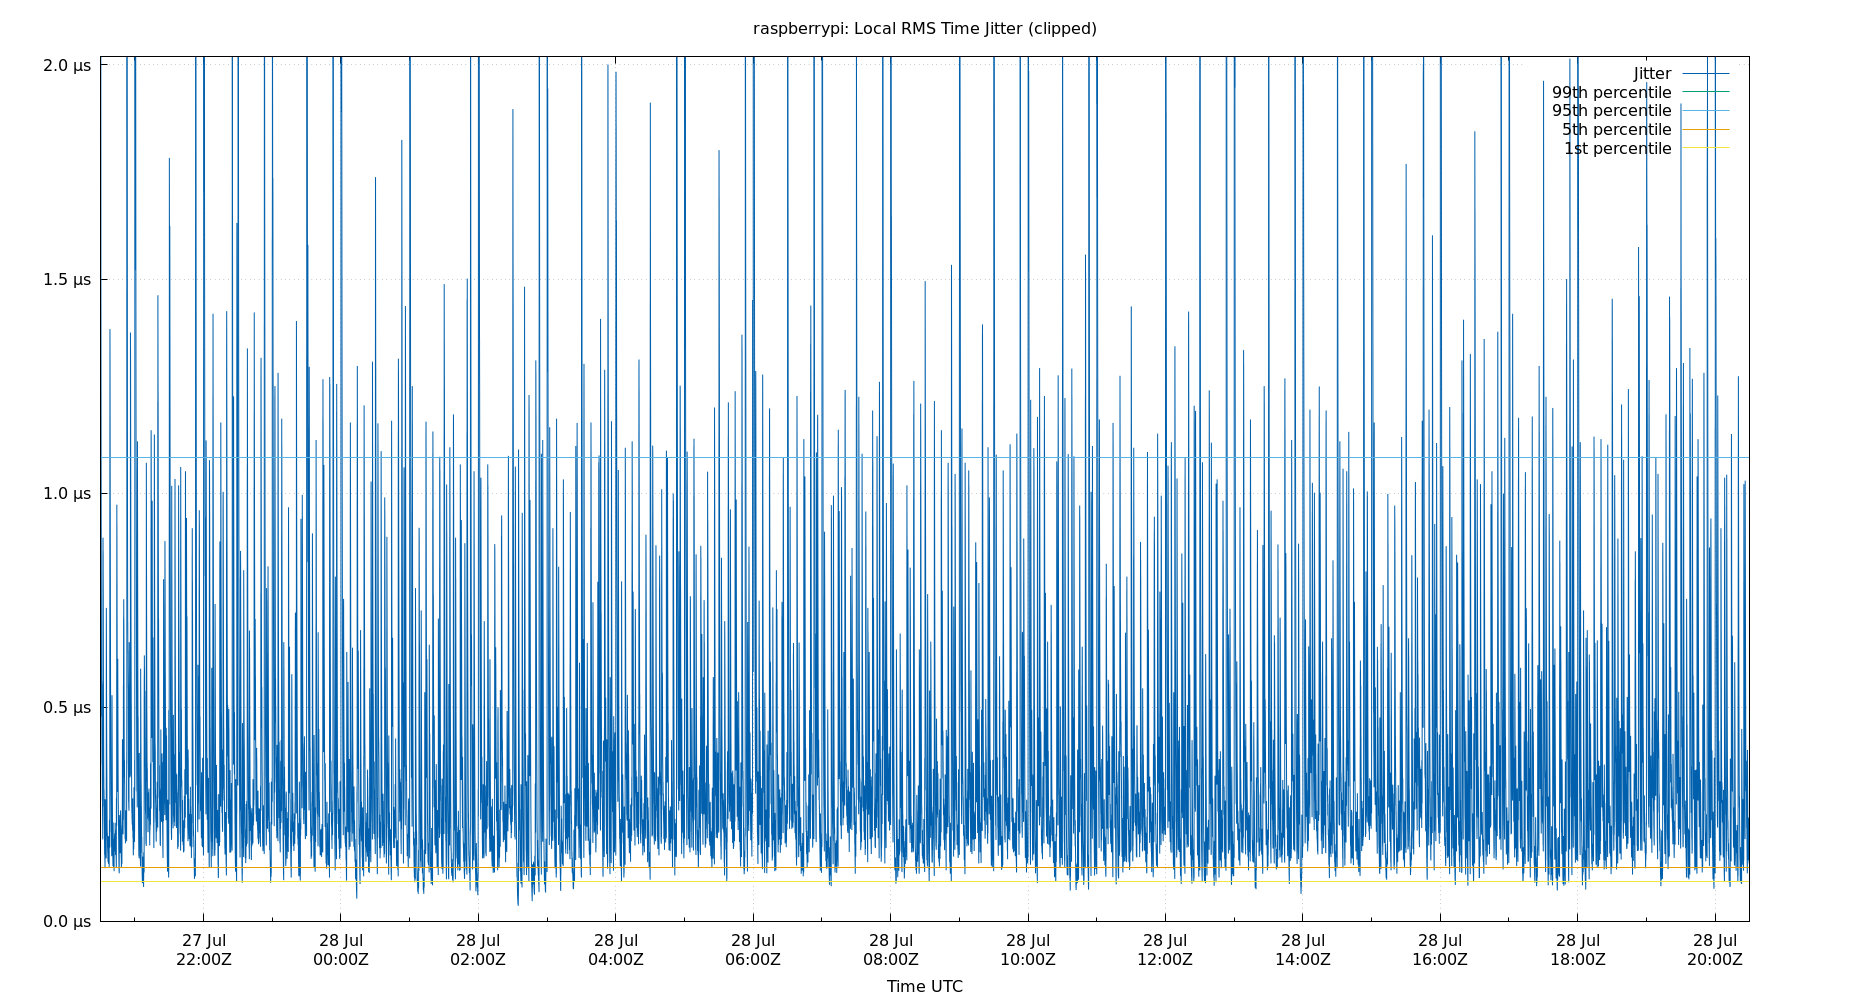 raspberrypi: Local RMS Time Jitter (clipped)
2.0 µs
1.5 µs
1.0 µs
0.5 µs
0.0 µs
Jitter
99th percentile
95th percentile
5th percentile
1st percentile
27 Jul 28 Jul 28 Jul 28 Jul 28 Jul 28 Jul 28 Jul 28 Jul 28 Jul 28 Jul 28 Jul 28 Jul
22:00Z 00:00Z 02:00Z 04:00Z 06:00Z 08:00Z 10:00Z 12:00Z 14:00Z 16:00Z 18:00Z 20:00Z
Time UTC